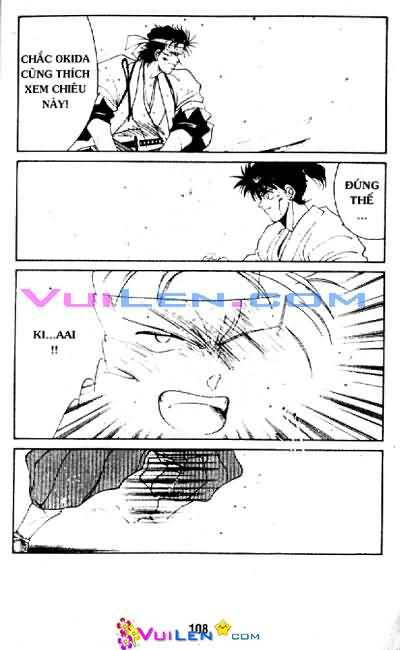 CHẮC OKIDA
CŨNG THÍCH
XEM CHIÊU
NÀY!
ĐÚNG
THẾ
...
VUILEN.COM
KI...AAI
!!
108
VUILEN.COM